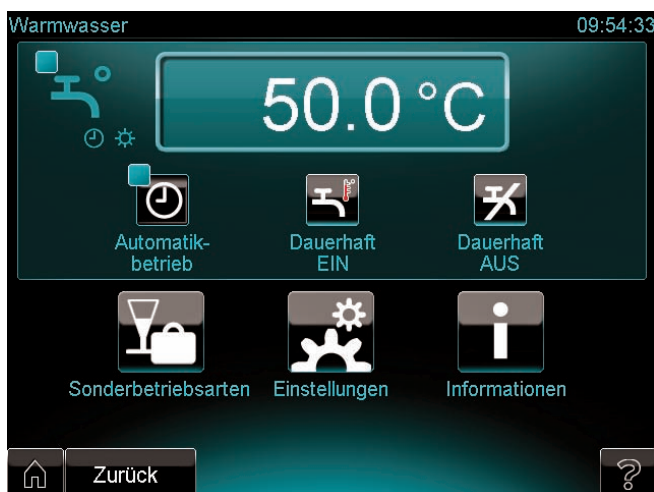 Warmwasser 09:54:33
50.0 °C
Automatik-
betrieb
Dauerhaft
EIN
Dauerhaft
AUS
Sonderbetriebsarten
Einstellungen
Informationen
Zurück
?